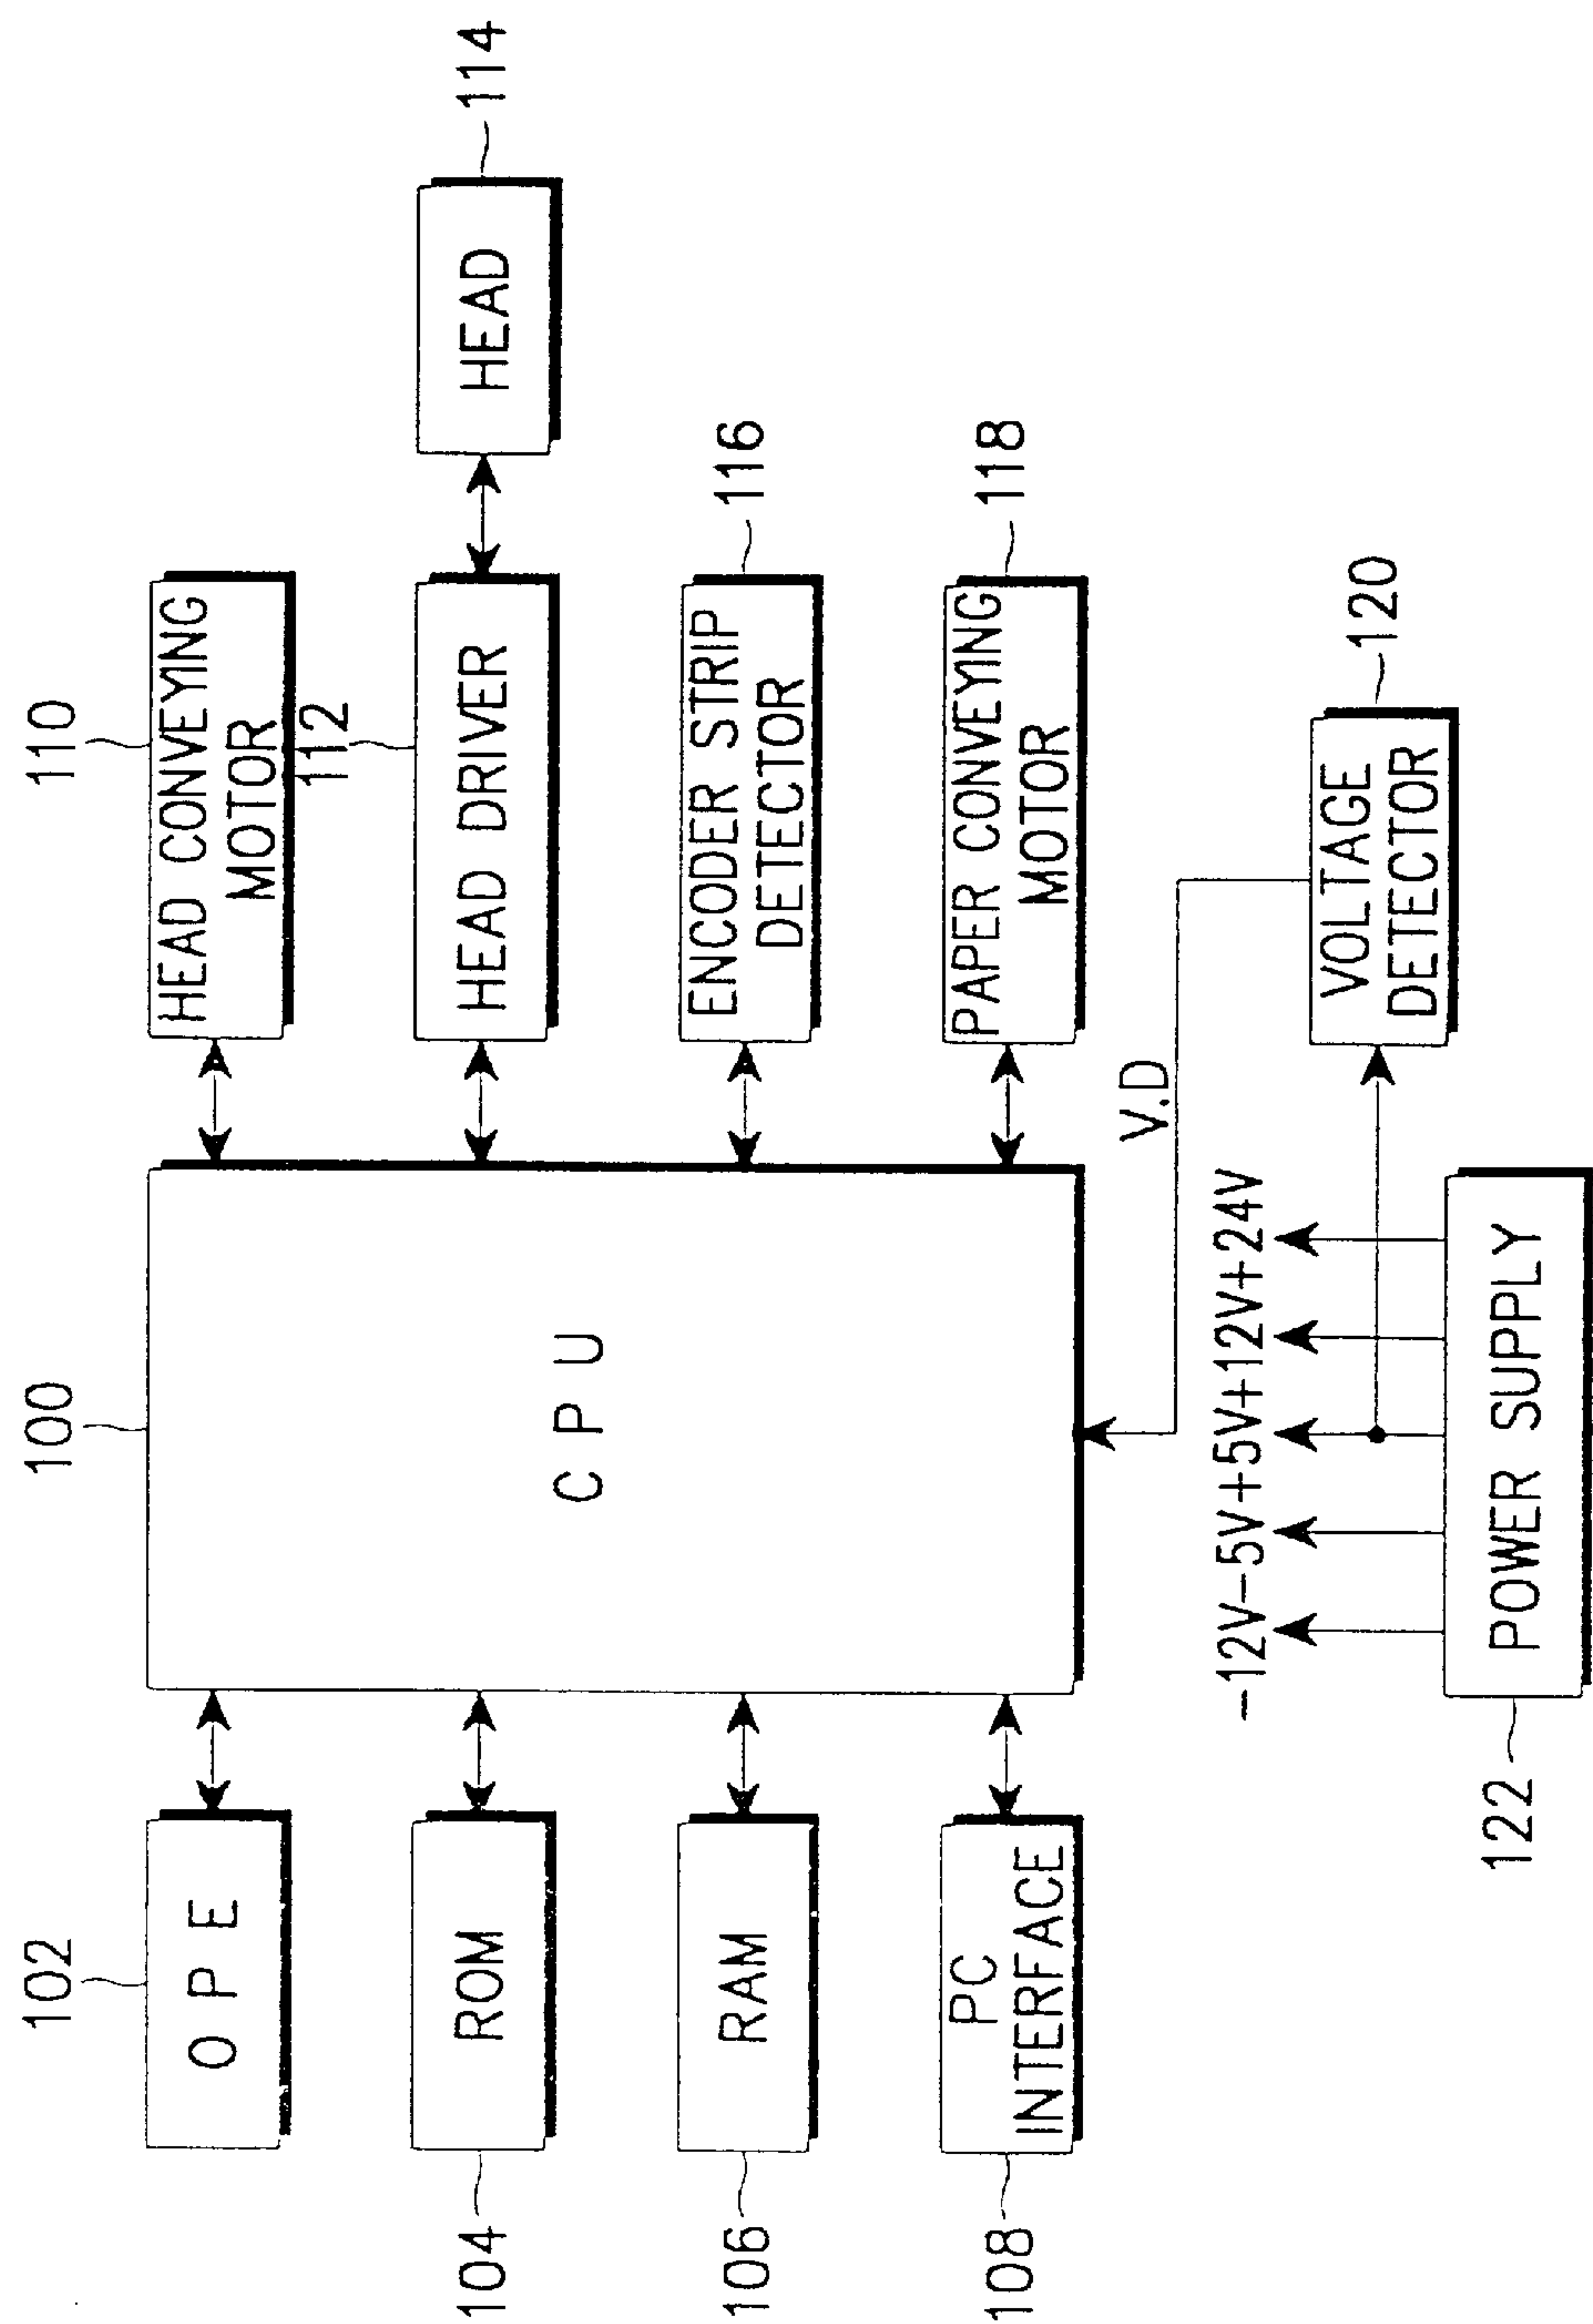 100
102
O P E
104
ROM
106
RAM
108
PC
INTERFACE
C P U
110
HEAD CONVEYING
MOTOR
112
HEAD DRIVER
114
HEAD
116
ENCODER STRIP
DETECTOR
118
PAPER CONVEYING
MOTOR
V.D
120
VOLTAGE
DETECTOR
-12V-5V+5V+12V+24V
122
POWER SUPPLY